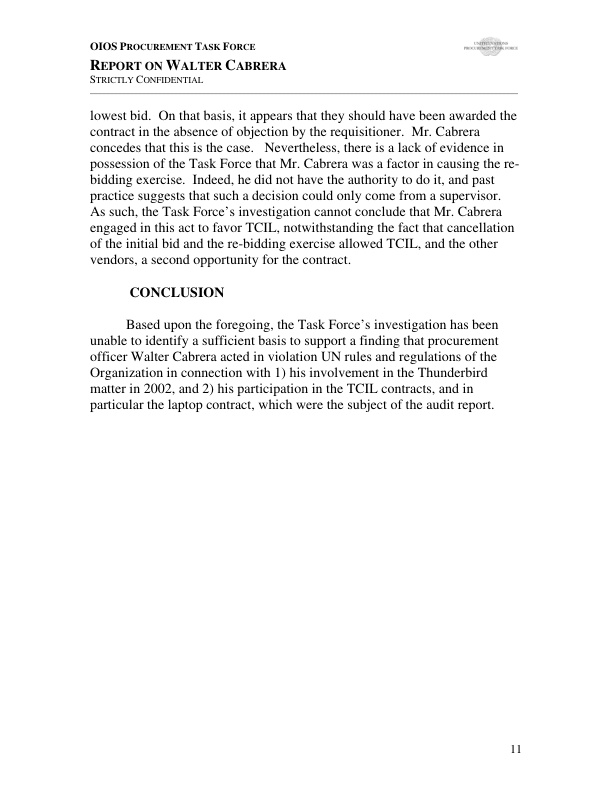 OIOS PROCUREMENT TASK FORCE
REPORT ON WALTER CABRERA
STRICTLY CONFIDENTIAL
UNITED NATIONS
PROCUREMENT TASK FORCE
lowest bid.  On that basis, it appears that they should have been awarded the
contract in the absence of objection by the requisitioner.  Mr. Cabrera
concedes that this is the case.   Nevertheless, there is a lack of evidence in
possession of the Task Force that Mr. Cabrera was a factor in causing the re-
bidding exercise.  Indeed, he did not have the authority to do it, and past
practice suggests that such a decision could only come from a supervisor.
As such, the Task Force's investigation cannot conclude that Mr. Cabrera
engaged in this act to favor TCIL, notwithstanding the fact that cancellation
of the initial bid and the re-bidding exercise allowed TCIL, and the other
vendors, a second opportunity for the contract.
CONCLUSION
Based upon the foregoing, the Task Force's investigation has been
unable to identify a sufficient basis to support a finding that procurement
officer Walter Cabrera acted in violation UN rules and regulations of the
Organization in connection with 1) his involvement in the Thunderbird
matter in 2002, and 2) his participation in the TCIL contracts, and in
particular the laptop contract, which were the subject of the audit report.
11